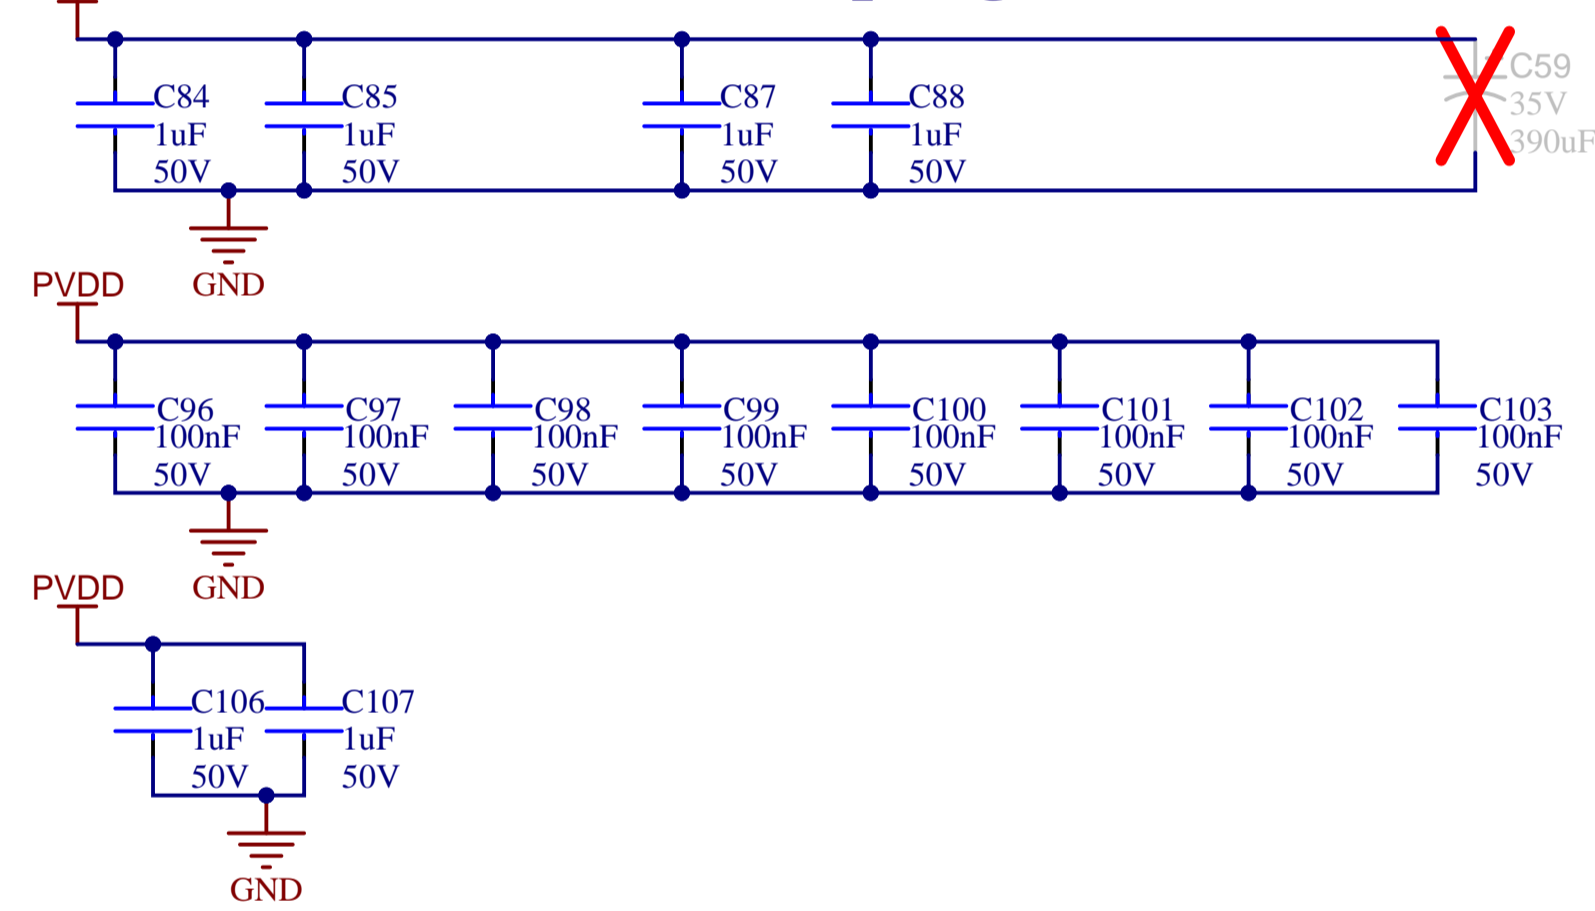 C84
1uF
50V
C85
1uF
50V
C87
1uF
50V
C88
1uF
50V
C59
35V
390uF
GND
PVDD
C96
100nF
50V
C97
100nF
50V
C98
100nF
50V
C99
100nF
50V
C100
100nF
50V
C101
100nF
50V
C102
100nF
50V
C103
100nF
50V
GND
PVDD
C106
1uF
50V
C107
1uF
50V
GND